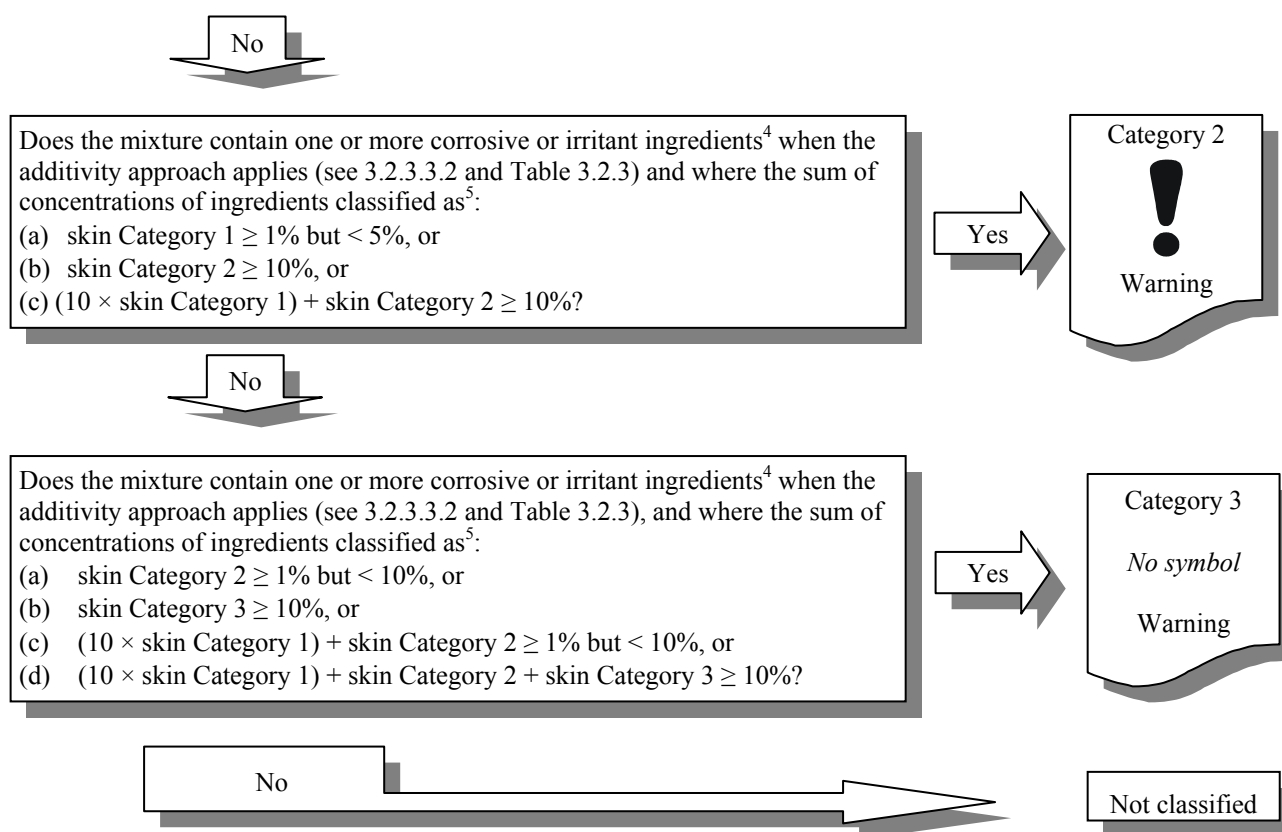 No
Does the mixture contain one or more corrosive or irritant ingredients⁴ when the
additivity approach applies (see 3.2.3.3.2 and Table 3.2.3) and where the sum of
concentrations of ingredients classified as⁵:
(a) skin Category 1 ≥ 1% but < 5%, or
(b) skin Category 2 ≥ 10%, or
(c) (10 × skin Category 1) + skin Category 2 ≥ 10%?
Yes
Category 2
Warning
No
Does the mixture contain one or more corrosive or irritant ingredients⁴ when the
additivity approach applies (see 3.2.3.3.2 and Table 3.2.3), and where the sum of
concentrations of ingredients classified as⁵:
(a) skin Category 2 ≥ 1% but < 10%, or
(b) skin Category 3 ≥ 10%, or
(c) (10 × skin Category 1) + skin Category 2 ≥ 1% but < 10%, or
(d) (10 × skin Category 1) + skin Category 2 + skin Category 3 ≥ 10%?
Yes
Category 3
No symbol
Warning
No
Not classified